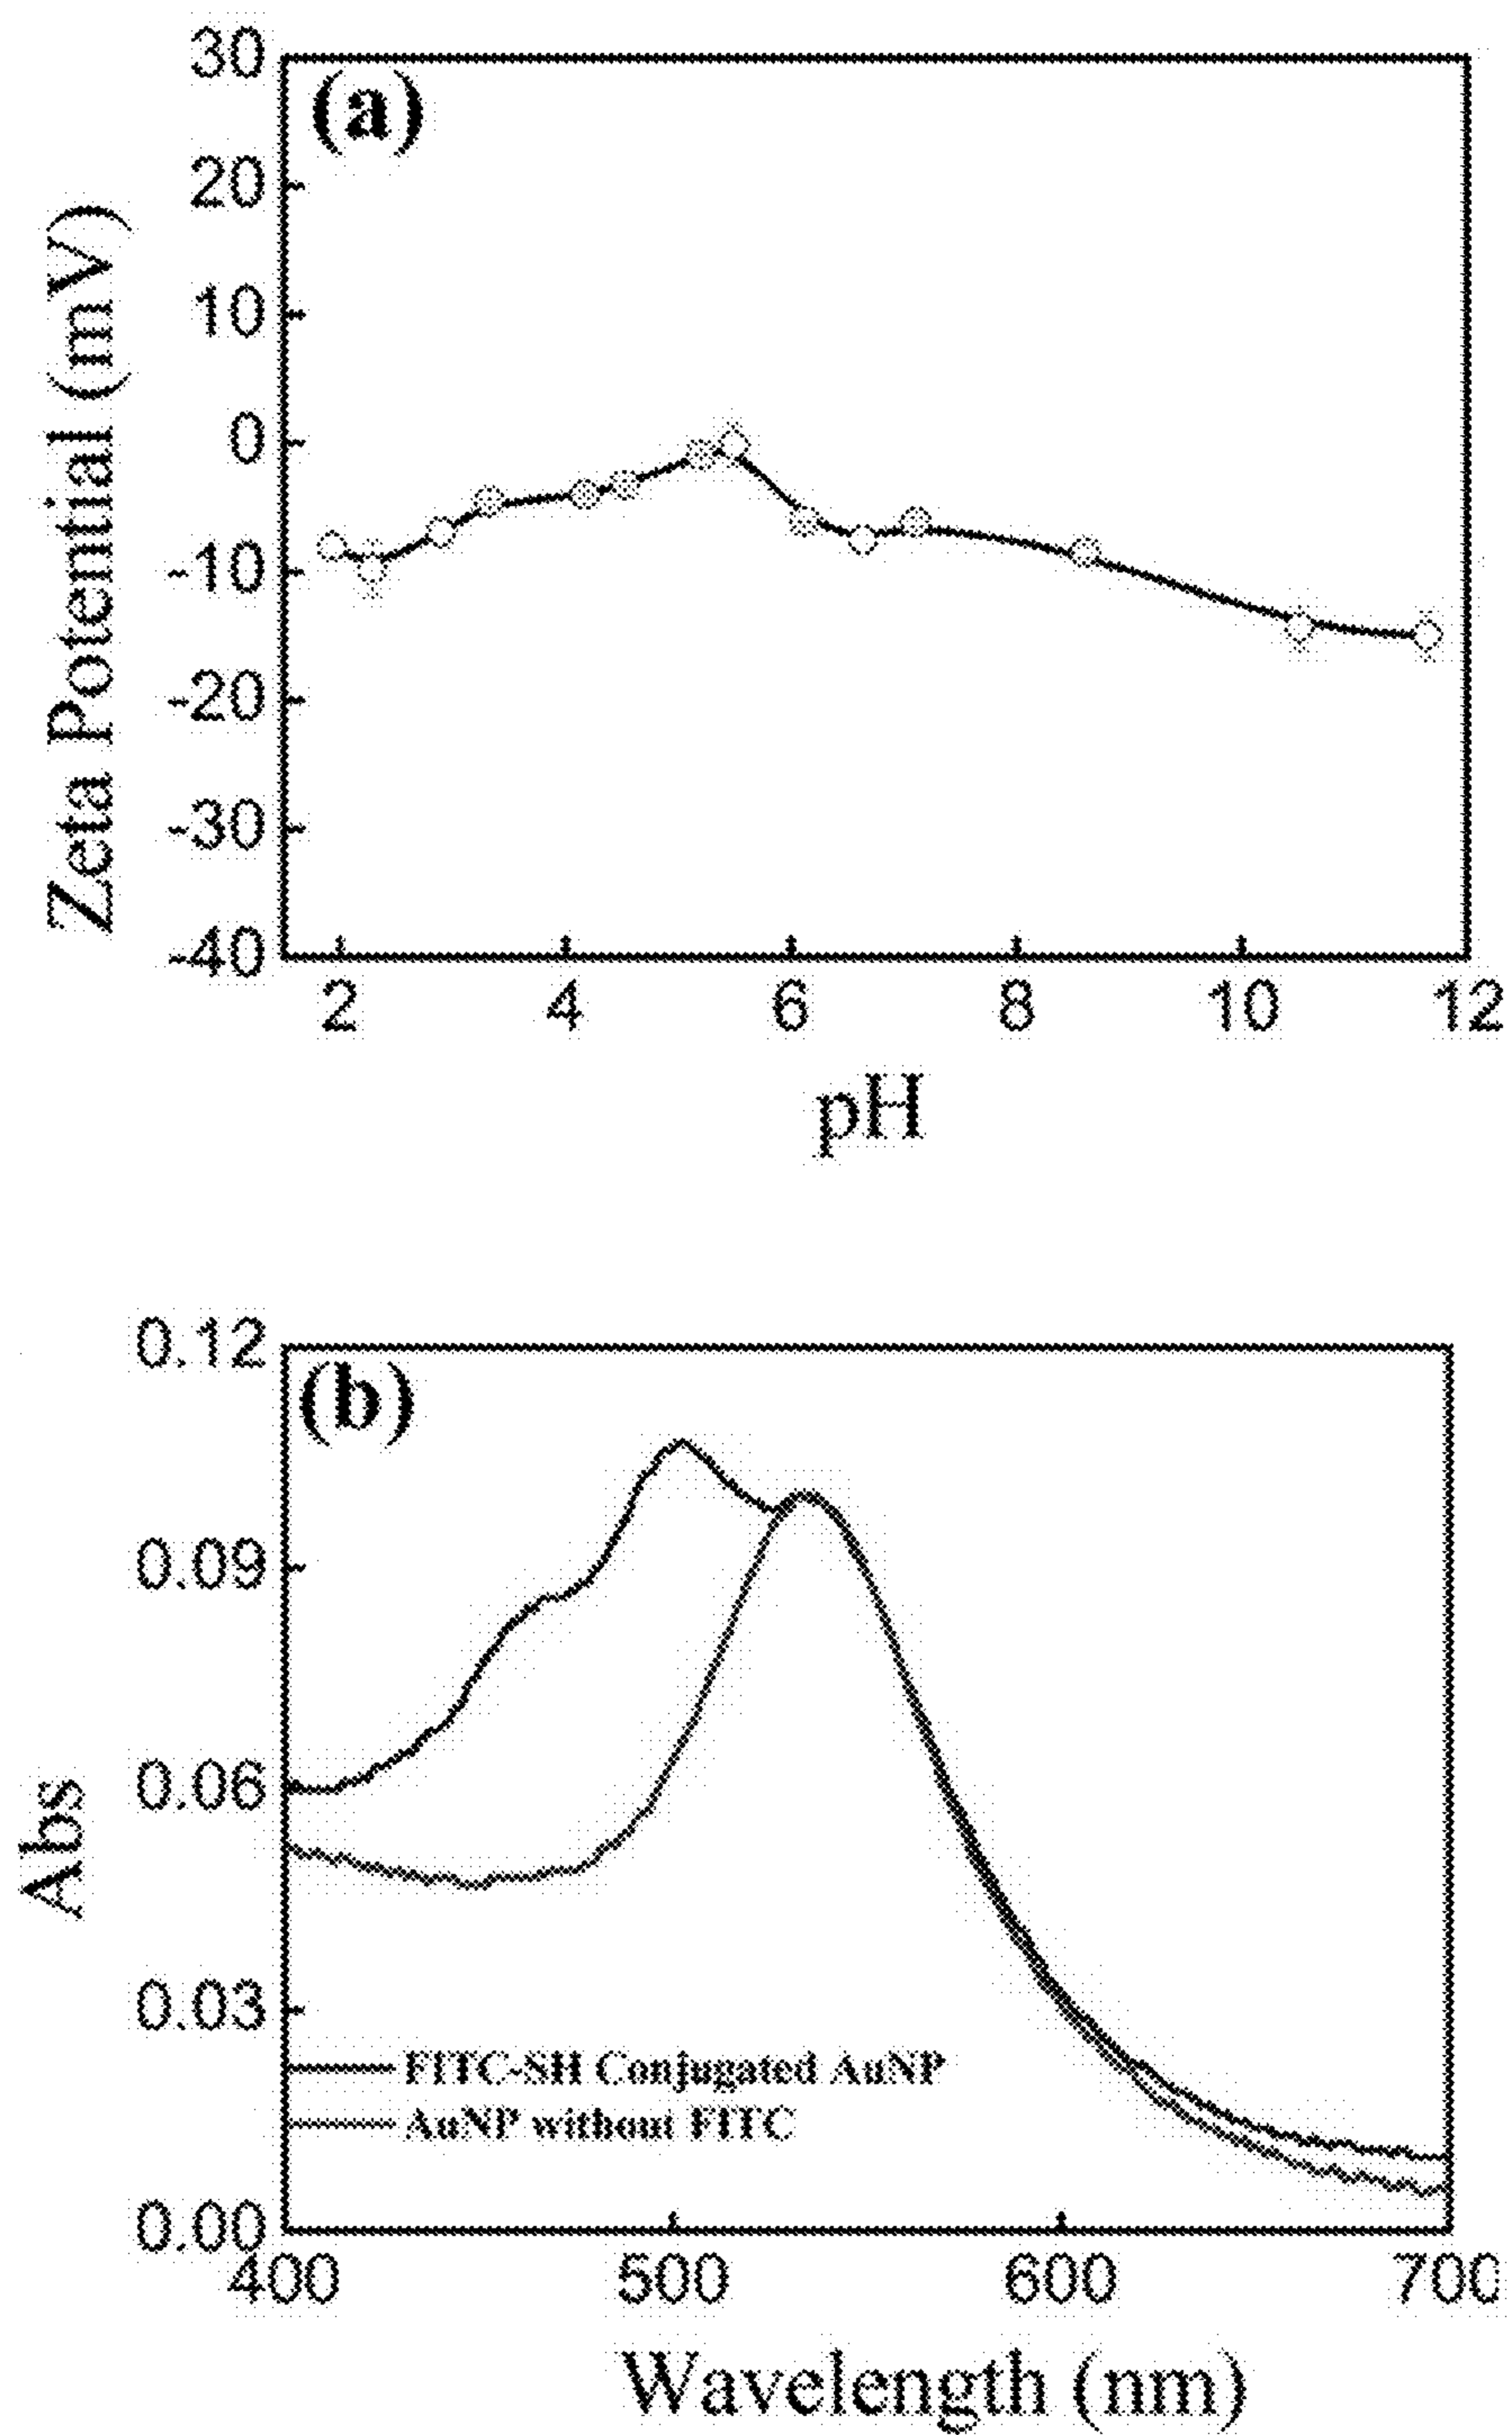 30
(a)
20
10
0
-10
-20
-30
-40
Zeta Potential (mV)
2 4 6 8 10 12
pH
0.12
(b)
0.09
0.06
0.03
0.00
Abs
FITC-SH Conjugated AuNP
AuNP without FITC
400 500 600 700
Wavelength (nm)